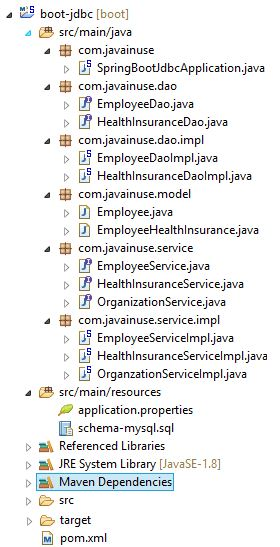 boot-jdbc [boot]
src/main/java
com.javainuse
SpringBootJdbcApplication.java
com.javainuse.dao
EmployeeDao.java
HealthInsuranceDao.java
com.javainuse.dao.impl
EmployeeDaoImpl.java
HealthInsuranceDaoImpl.java
com.javainuse.model
Employee.java
EmployeeHealthInsurance.java
com.javainuse.service
EmployeeService.java
HealthInsuranceService.java
OrganizationService.java
com.javainuse.service.impl
EmployeeServiceImpl.java
HealthInsuranceServiceImpl.java
OrganzationServiceImpl.java
src/main/resources
application.properties
schema-mysql.sql
Referenced Libraries
JRE System Library [JavaSE-1.8]
Maven Dependencies
src
target
pom.xml